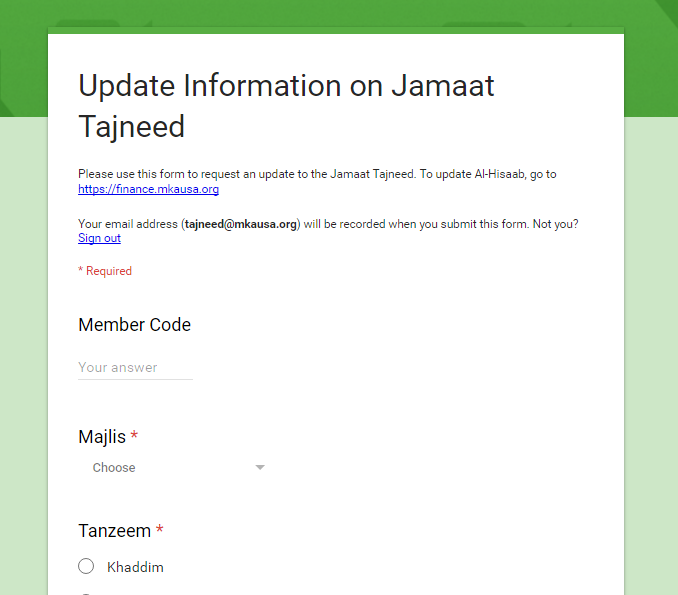 Update Information on Jamaat
Tajneed
Please use this form to request an update to the Jamaat Tajneed. To update Al-Hisaab, go to
https://finance.mkausa.org
Your email address (tajneed@mkausa.org) will be recorded when you submit this form. Not you?
Sign out
* Required
Member Code
Your answer
Majlis *
Choose
Tanzeem *
Khaddim